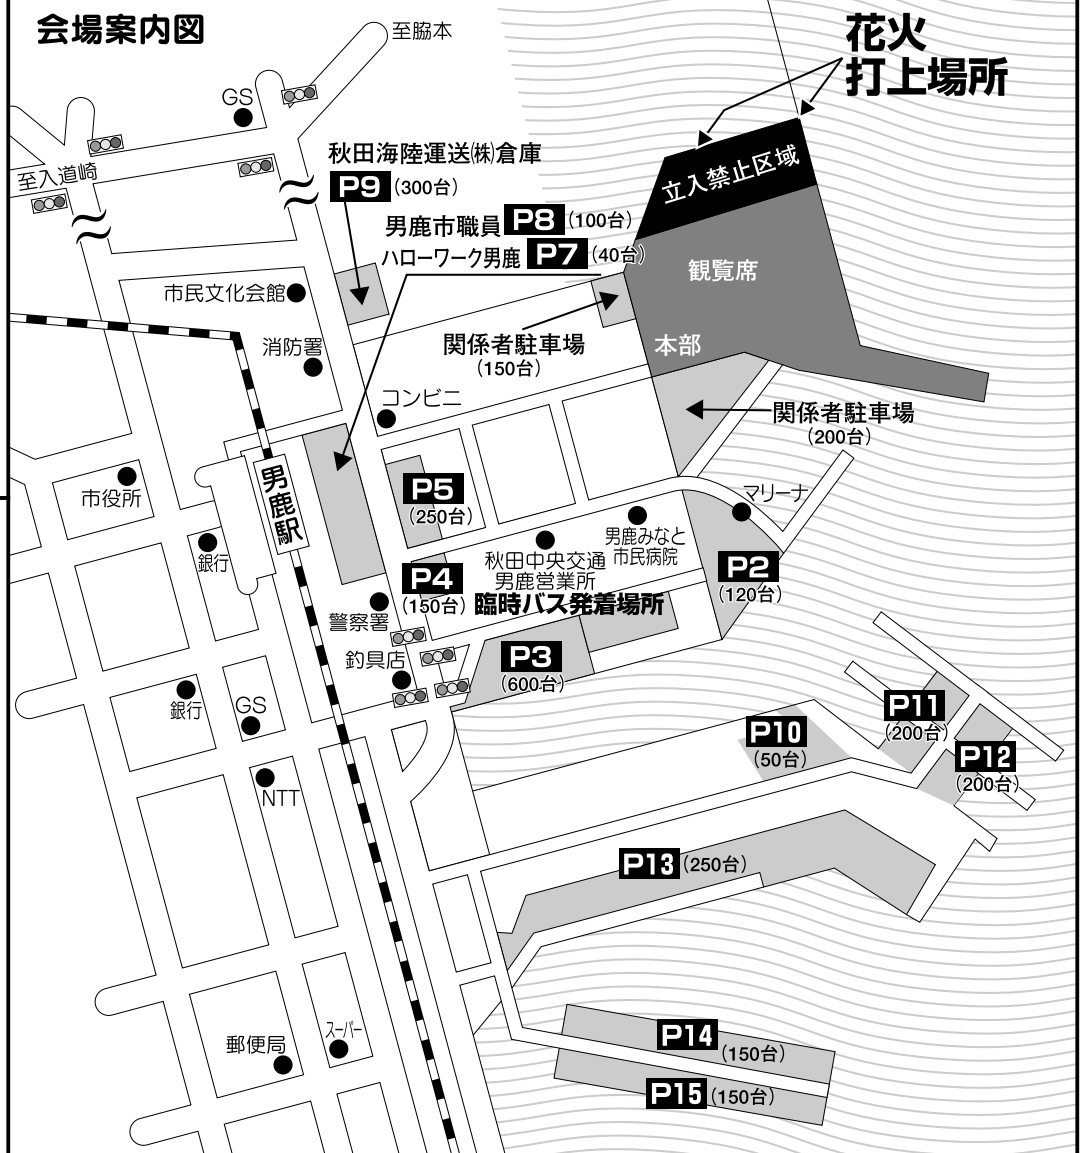 会場案内図
至脇本
花火
打上場所
GS
至入道崎
秋田海陸運送㈱倉庫
P9 (300台)
立入禁止区域
男鹿市職員 P8 (100台)
ハローワーク男鹿 P7 (40台)
観覧席
市民文化会館
関係者駐車場
(150台)
本部
消防署
コンビニ
関係者駐車場
(200台)
男鹿駅
市役所
P5
(250台)
マリーナ
銀行
秋田中央交通
男鹿営業所
臨時バス発着場所
男鹿みなと
市民病院
P4
(150台)
P2
(120台)
警察署
釣具店
P3
(600台)
銀行
GS
P10
(50台)
P11
(200台)
P12
(200台)
NTT
P13 (250台)
郵便局
スーパー
P14
(150台)
P15 (150台)